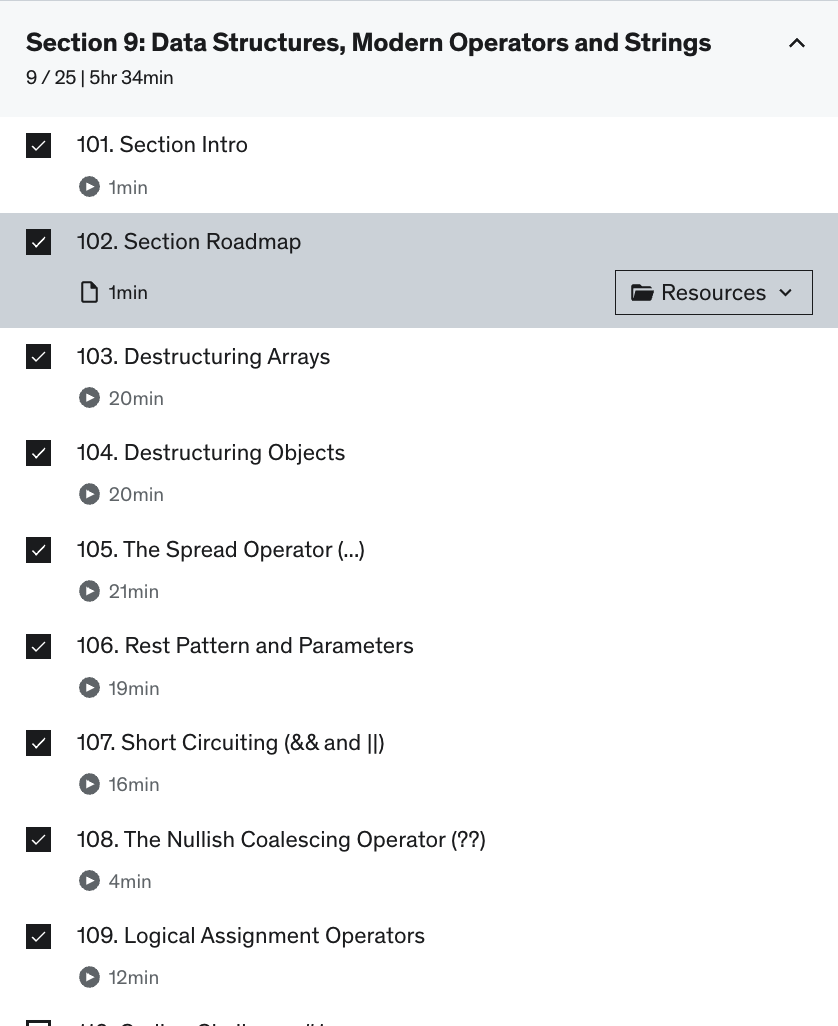 Section 9: Data Structures, Modern Operators and Strings
9 / 25 | 5hr 34min
101. Section Intro
1min
102. Section Roadmap
1min
Resources
103. Destructuring Arrays
20min
104. Destructuring Objects
20min
105. The Spread Operator (...)
21min
106. Rest Pattern and Parameters
19min
107. Short Circuiting (&& and ||)
16min
108. The Nullish Coalescing Operator (??)
4min
109. Logical Assignment Operators
12min